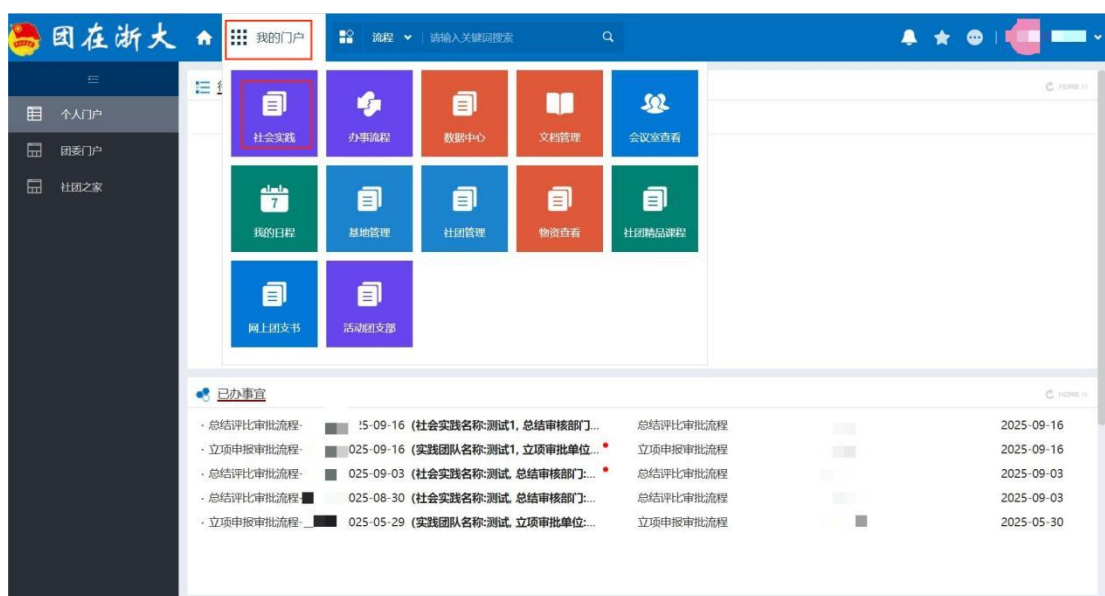 团在浙大
我的门户
流程
请输入关键词搜索
个人门户
团委门户
社团之家
社会实践
办事流程
数据中心
文档管理
会议室查看
7
我的日程
基地管理
社团管理
物资查看
社团精品课程
网上团支书
活动团支部
已办事宜
· 总结评比审批流程- 5-09-16 (社会实践名称:测试1, 总结审核部门... 总结评比审批流程 2025-09-16
· 立项申报审批流程- 025-09-16 (实践团队名称:测试1, 立项审批单位... 立项申报审批流程 2025-09-16
· 总结评比审批流程- 025-09-03 (社会实践名称:测试, 总结审核部门:... 总结评比审批流程 2025-09-03
· 总结评比审批流程- 025-08-30 (社会实践名称:测试, 总结审核部门:... 总结评比审批流程 2025-09-03
· 立项申报审批流程-_ 025-05-29 (实践团队名称:测试, 立项审批单位:... 立项申报审批流程 2025-05-30